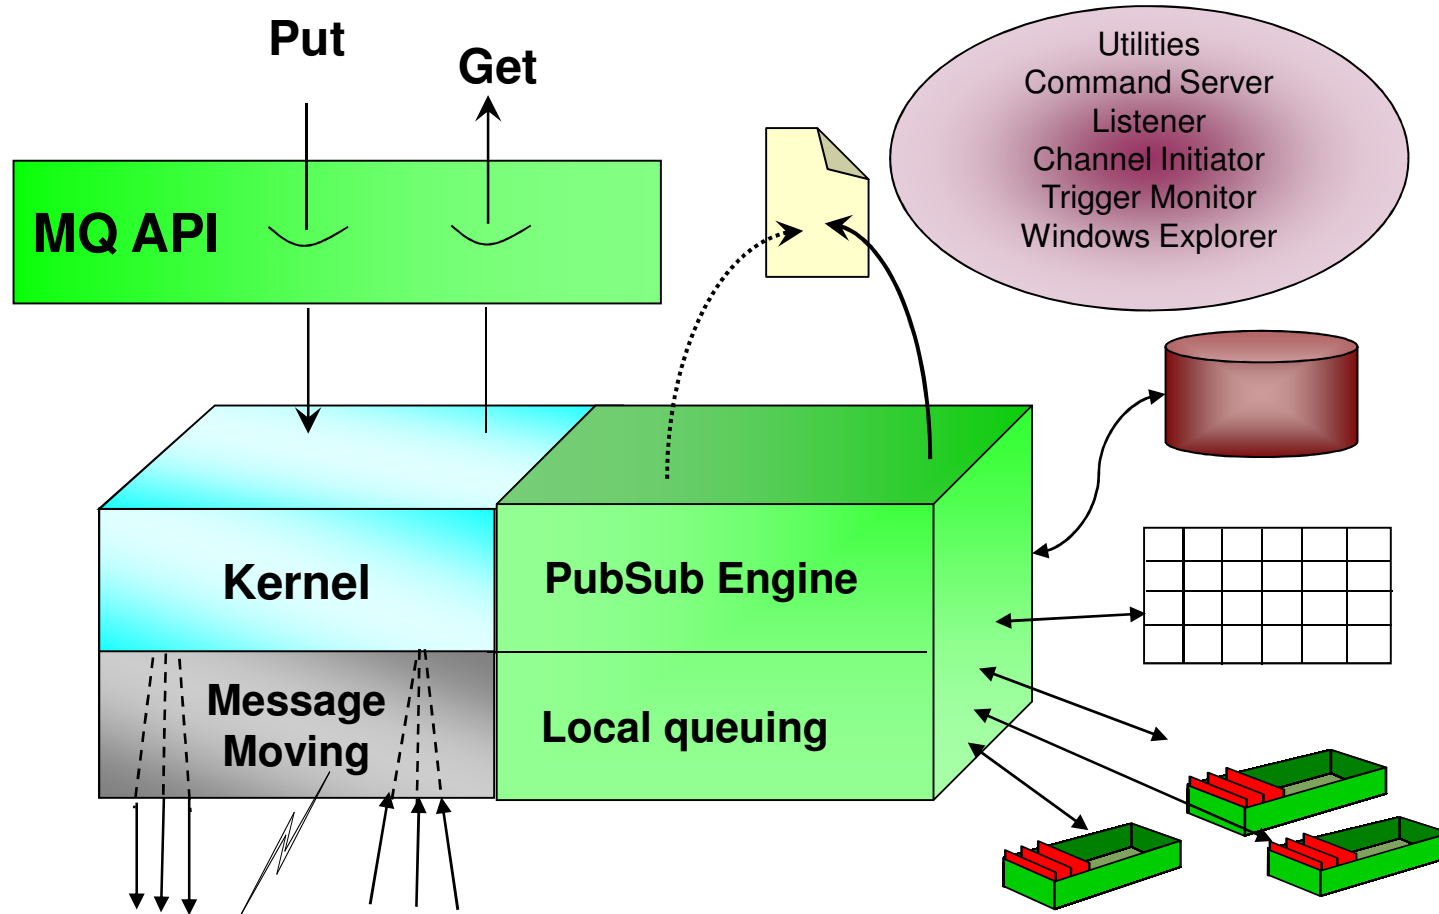 Put
Get
Utilities
Command Server
Listener
Channel Initiator
Trigger Monitor
Windows Explorer
MQ API
Kernel
PubSub Engine
Message
Moving
Local queuing